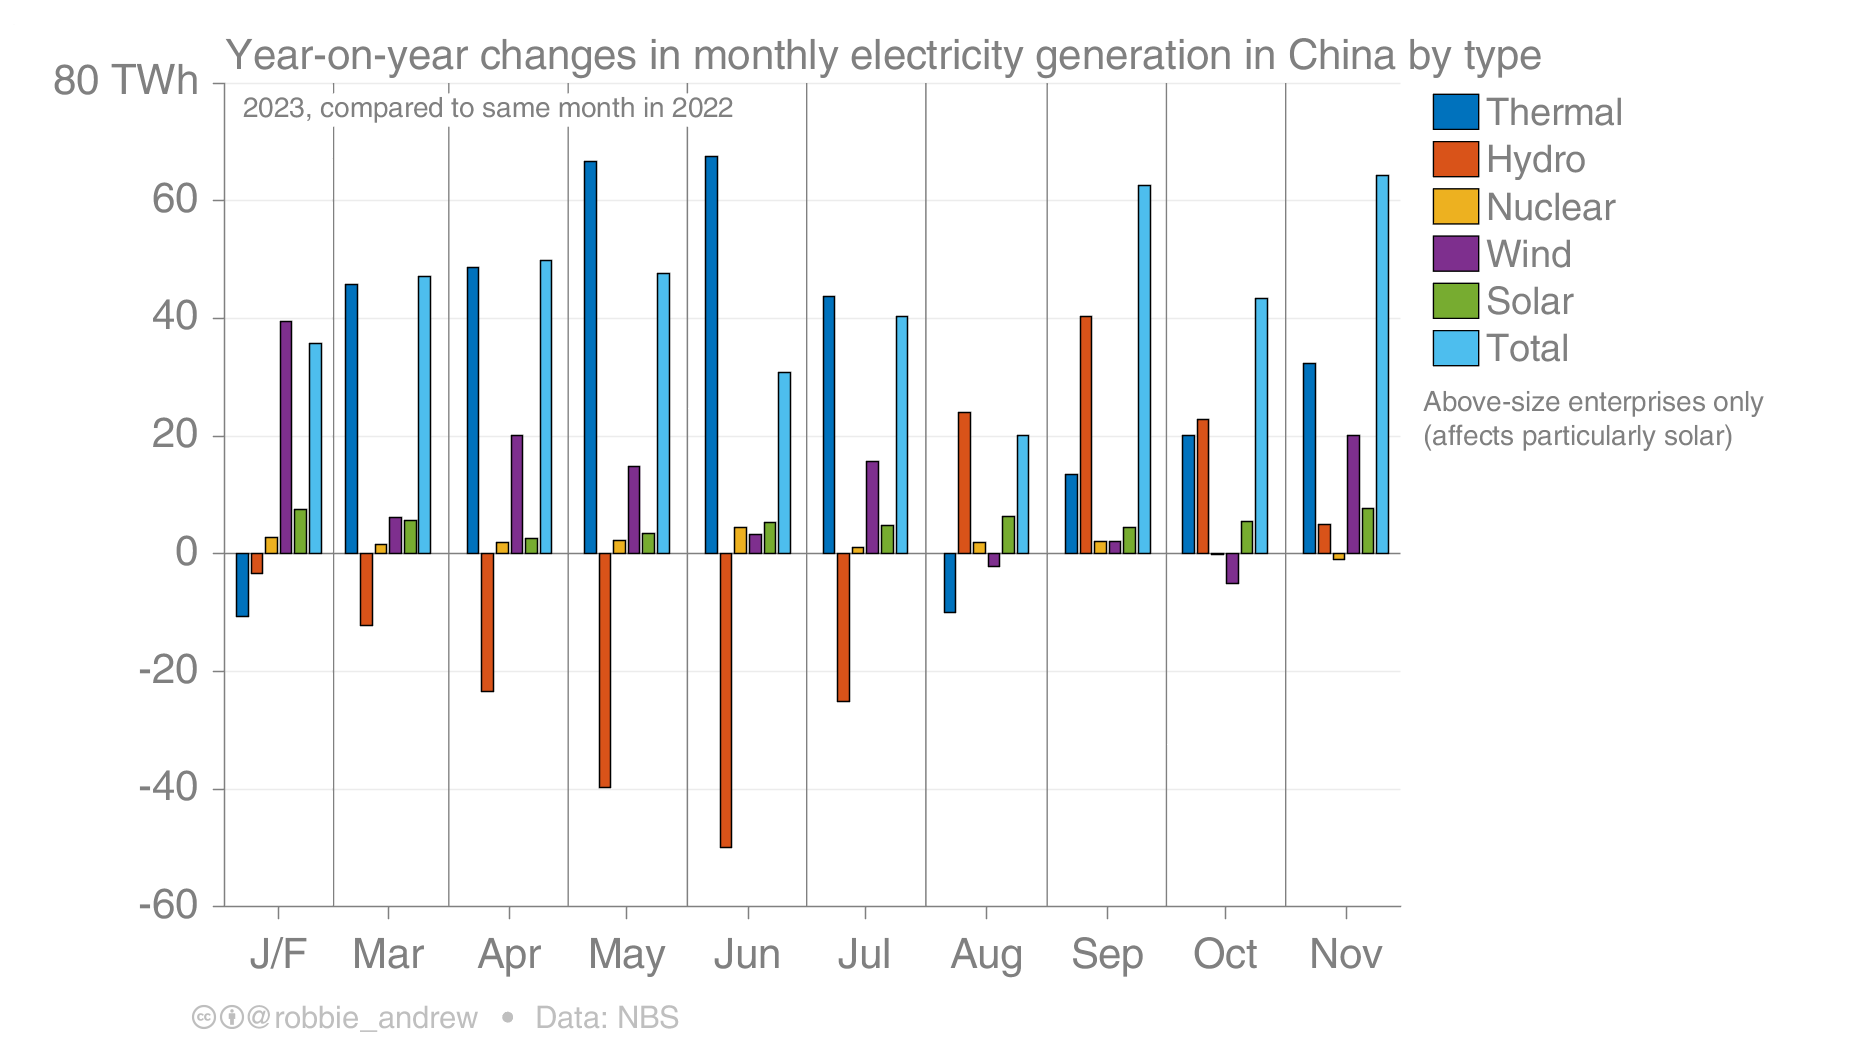 Year-on-year changes in monthly electricity generation in China by type
80 TWh
2023, compared to same month in 2022
60
40
20
0
-20
-40
-60
J/F Mar Apr May Jun Jul Aug Sep Oct Nov
Thermal
Hydro
Nuclear
Wind
Solar
Total
Above-size enterprises only
(affects particularly solar)
cc @robbie_andrew • Data: NBS